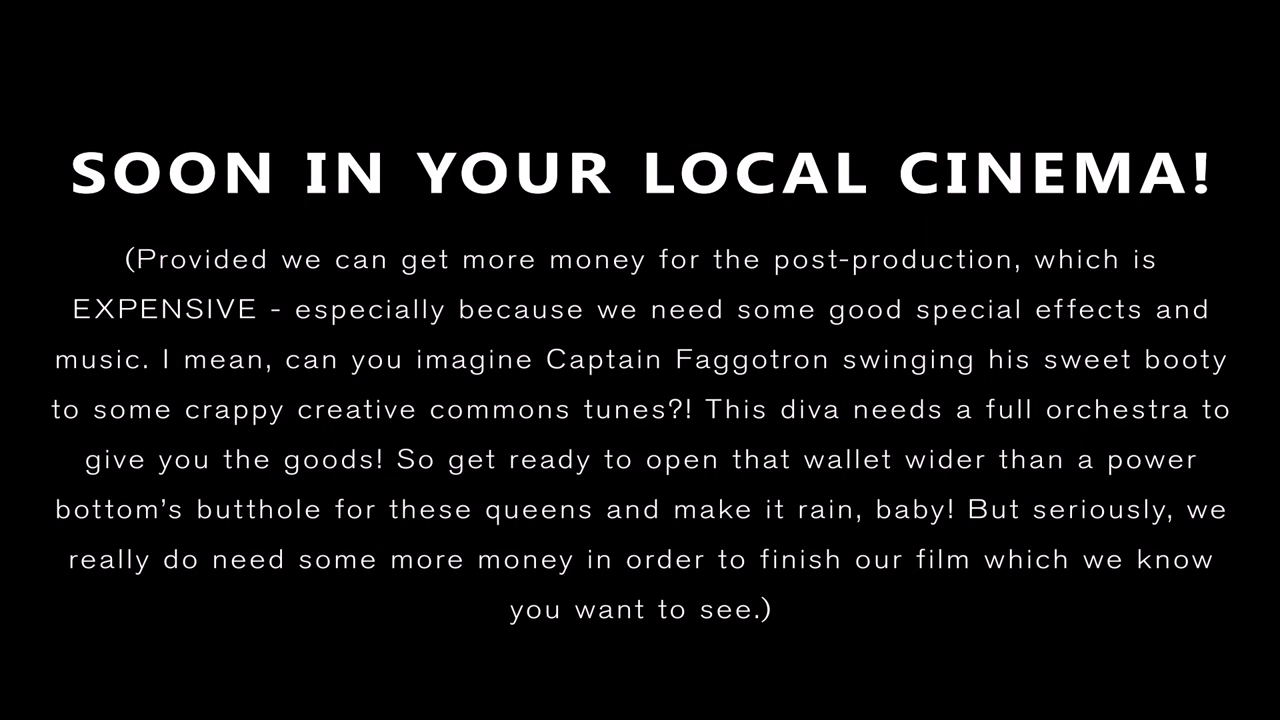 SOON IN YOUR LOCAL CINEMA!
(Provided we can get more money for the post-production, which is
EXPENSIVE - especially because we need some good special effects and
music. I mean, can you imagine Captain Faggotron swinging his sweet booty
to some crappy creative commons tunes?! This diva needs a full orchestra to
give you the goods! So get ready to open that wallet wider than a power
bottom’s butthole for these queens and make it rain, baby! But seriously, we
really do need some more money in order to finish our film which we know
you want to see.)